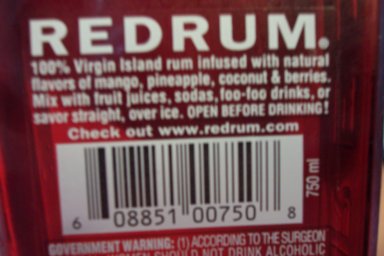 REDRUM®
100% Virgin Island rum infused with natural
flavors of mango, pineapple, coconut & berries.
Mix with fruit juices, sodas, foo-foo drinks, or
savor straight, over ice. OPEN BEFORE DRINKING!
Check out www.redrum.com
750 ml
6 08851 00750 8
GOVERNMENT WARNING: (1) ACCORDING TO THE SURGEON
WOMEN SHOULD NOT DRINK ALCOHOLIC